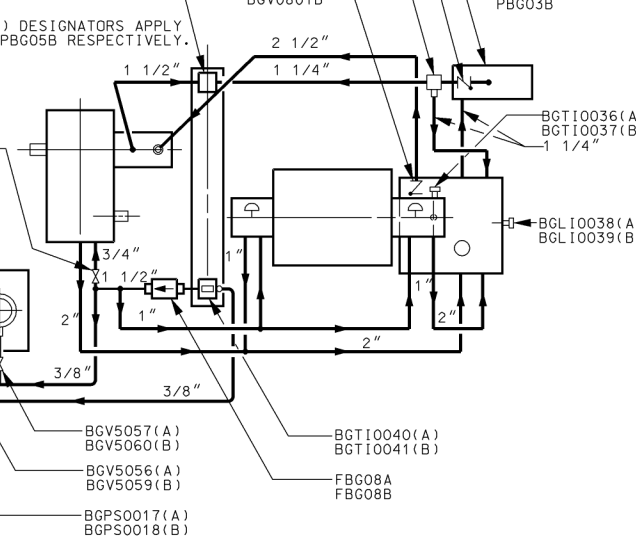 BGV0801B
PBG03B
) DESIGNATORS APPLY
PBG05B RESPECTIVELY.
2 1/2"
1 1/2"
1 1/4"
BGTI0036(A
BGTI0037(B
1 1/4"
BGLI0038(A
BGLI0039(B
3/4"
1"
1 1/2"
1"
2"
1"
2"
2"
3/8"
3/8"
BGV5057(A)
BGV5060(B)
BGTI0040(A)
BGTI0041(B)
BGV5056(A)
BGV5059(B)
FBG08A
FBG08B
BGPS0017(A)
BGPS0018(B)